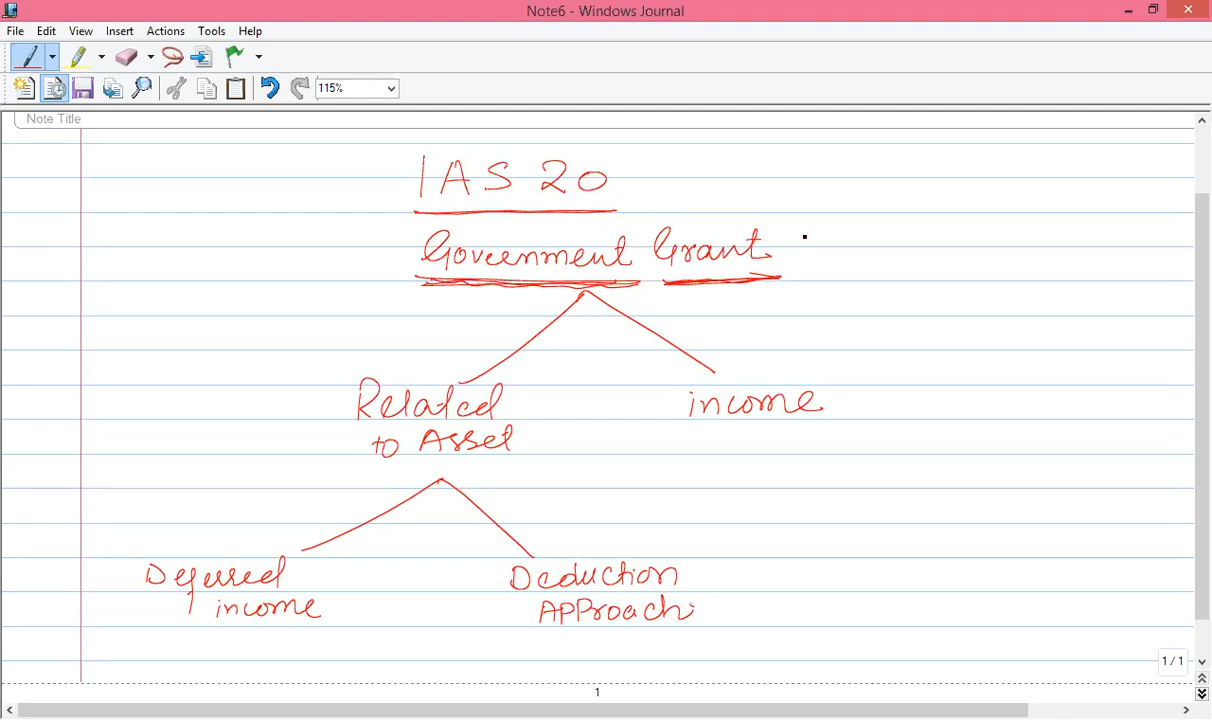 Note6 - Windows Journal
File Edit View Insert Actions Tools Help
115%
Note Title
IAS 20
Government Grant
Related income
to Asset
Deferred Deduction
income Approach
1 / 1
1